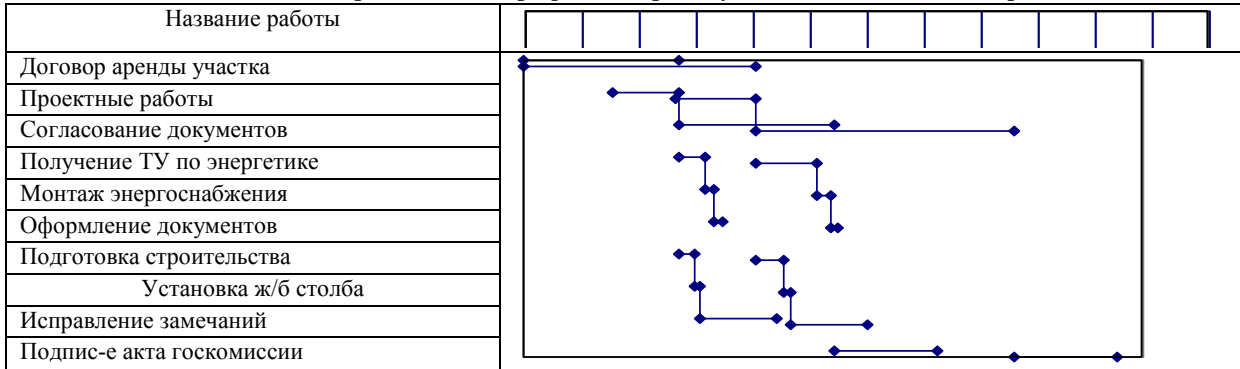 Название работы
Договор аренды участка
Проектные работы
Согласование документов
Получение ТУ по энергетике
Монтаж энергоснабжения
Оформление документов
Подготовка строительства
Установка ж/б столба
Исправление замечаний
Подпис-е акта госкомиссии